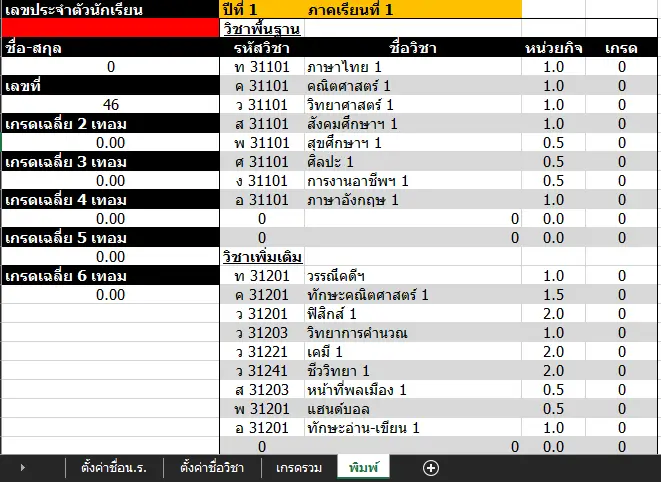 เลขประจำตัวนักเรียน ปีที่ 1 ภาคเรียนที่ 1
วิชาพื้นฐาน
ชื่อ-สกุล รหัสวิชา ชื่อวิชา หน่วยกิจ เกรด
0 ท 31101 ภาษาไทย 1 1.0 0
เลขที่ ค 31101 คณิตศาสตร์ 1 1.0 0
46 ว 31101 วิทยาศาสตร์ 1 1.0 0
เกรดเฉลี่ย 2 เทอม ส 31101 สังคมศึกษาฯ 1 1.0 0
0.00 พ 31101 สุขศึกษาฯ 1 0.5 0
เกรดเฉลี่ย 3 เทอม ศ 31101 ศิลปะ 1 0.5 0
0.00 ง 31101 การงานอาชีพฯ 1 0.5 0
เกรดเฉลี่ย 4 เทอม อ 31101 ภาษาอังกฤษ 1 1.0 0
0.00 0 0 0.0 0
เกรดเฉลี่ย 5 เทอม 0 0 0.0 0
0.00 วิชาเพิ่มเติม
เกรดเฉลี่ย 6 เทอม ท 31201 วรรณคดีฯ 1.0 0
0.00 ค 31201 ทักษะคณิตศาสตร์ 1 1.5 0
ว 31201 ฟิสิกส์ 1 2.0 0
ว 31203 วิทยาการคำนวณ 1.0 0
ว 31221 เคมี 1 2.0 0
ว 31241 ชีววิทยา 1 2.0 0
ส 31203 หน้าที่พลเมือง 1 0.5 0
พ 31201 แฮนด์บอล 0.5 0
อ 31201 ทักษะอ่าน-เขียน 1 1.0 0
0 0 0.0 0
ตั้งค่าชื่อน.ร. ตั้งค่าชื่อวิชา เกรดรวม พิมพ์